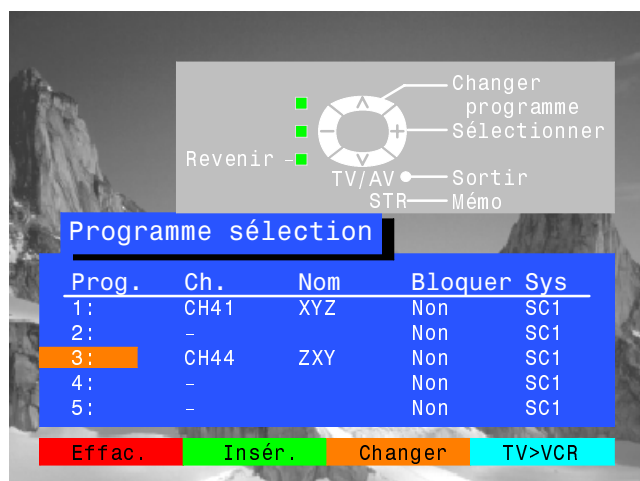 Changer
programme
Sélectionner
Revenir
TV/AV Sortir
STR Mémo
Programme sélection
Prog. Ch. Nom Bloquer Sys
1: CH41 XYZ Non SC1
2: – Non SC1
3: CH44 ZXY Non SC1
4: – Non SC1
5: – Non SC1
Effac. Insér. Changer TV>VCR